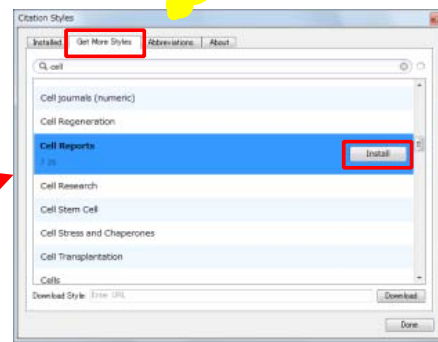 Citation Styles
Installed Get More Styles Abbreviations About
cell
Cell journals (numeric)
Cell Regeneration
Cell Reports
Install
Cell Research
Cell Stem Cell
Cell Stress and Chaperones
Cell Transplantation
Cells
Download Style: Enter URL Download
Done